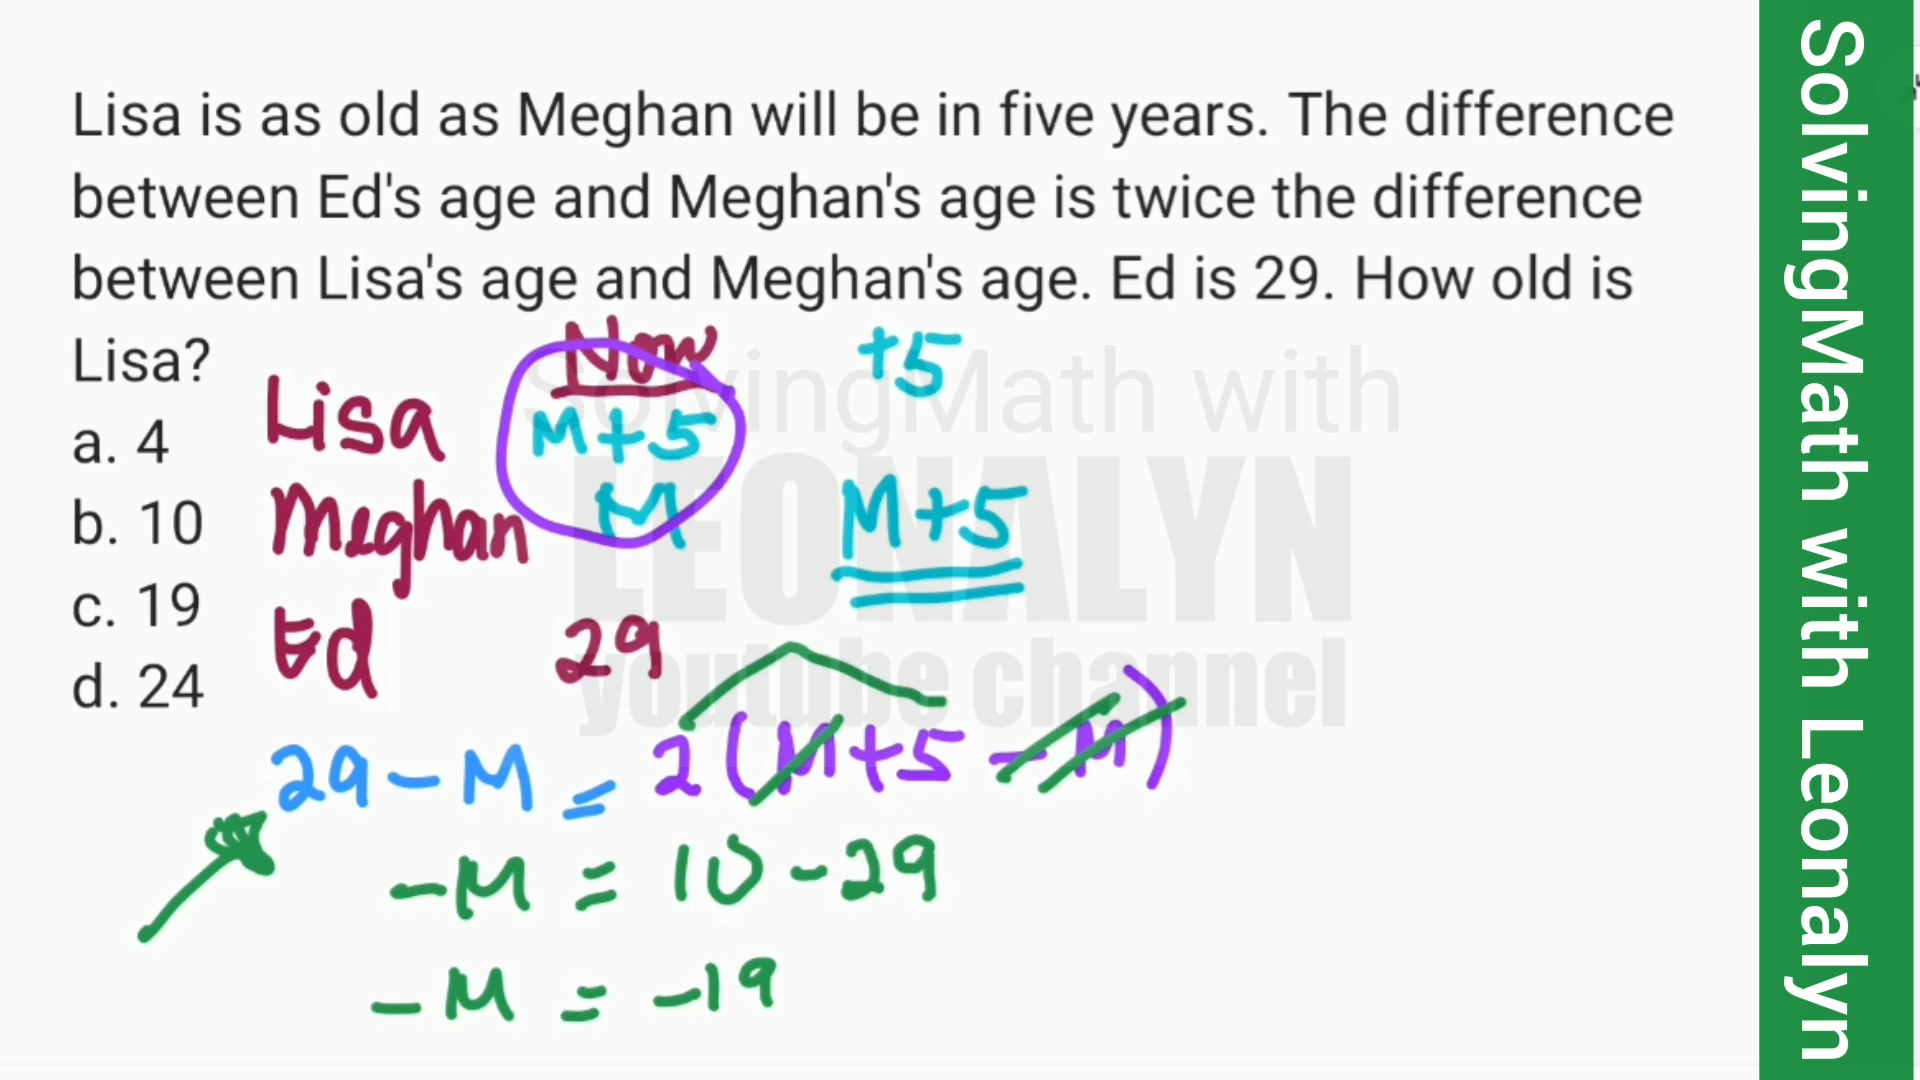 Lisa is as old as Meghan will be in five years. The difference
between Ed's age and Meghan's age is twice the difference
between Lisa's age and Meghan's age. Ed is 29. How old is
Lisa?
a. 4
b. 10
c. 19
d. 24
Now +5
Lisa M+5
Meghan M M+5
Ed 29
29 - M = 2(M+5 - M)
-M = 10 - 29
-M = -19
SolvingMath with
LEONALYN
youtube channel
SolvingMath with Leonalyn